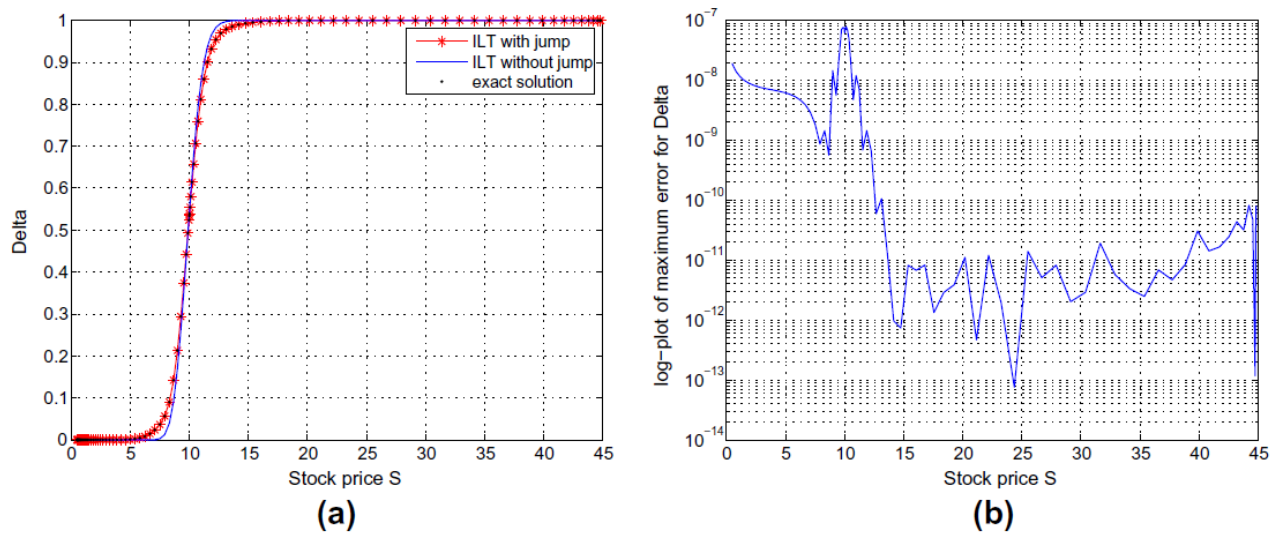 1
0.9
0.8
0.7
0.6
0.5
0.4
0.3
0.2
0.1
0
Delta
ILT with jump
ILT without jump
exact solution
0 5 10 15 20 25 30 35 40 45
Stock price S
(a)
10^-7
10^-8
10^-9
10^-10
10^-11
10^-12
10^-13
10^-14
log-plot of maximum error for Delta
0 5 10 15 20 25 30 35 40 45
Stock price S
(b)